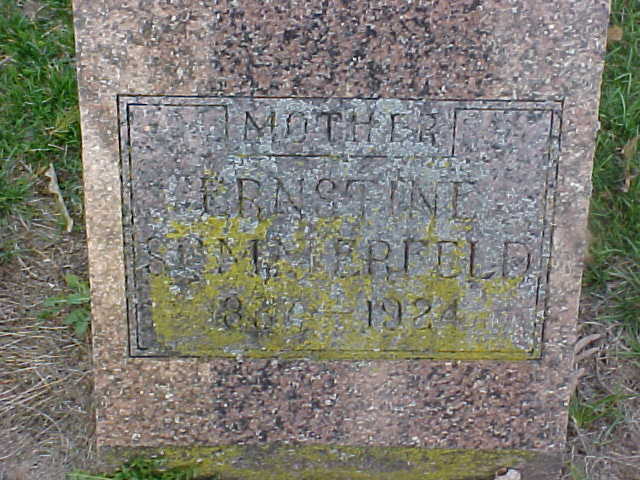 MOTHER
ERNSTINE
SOMMERFELD
1924